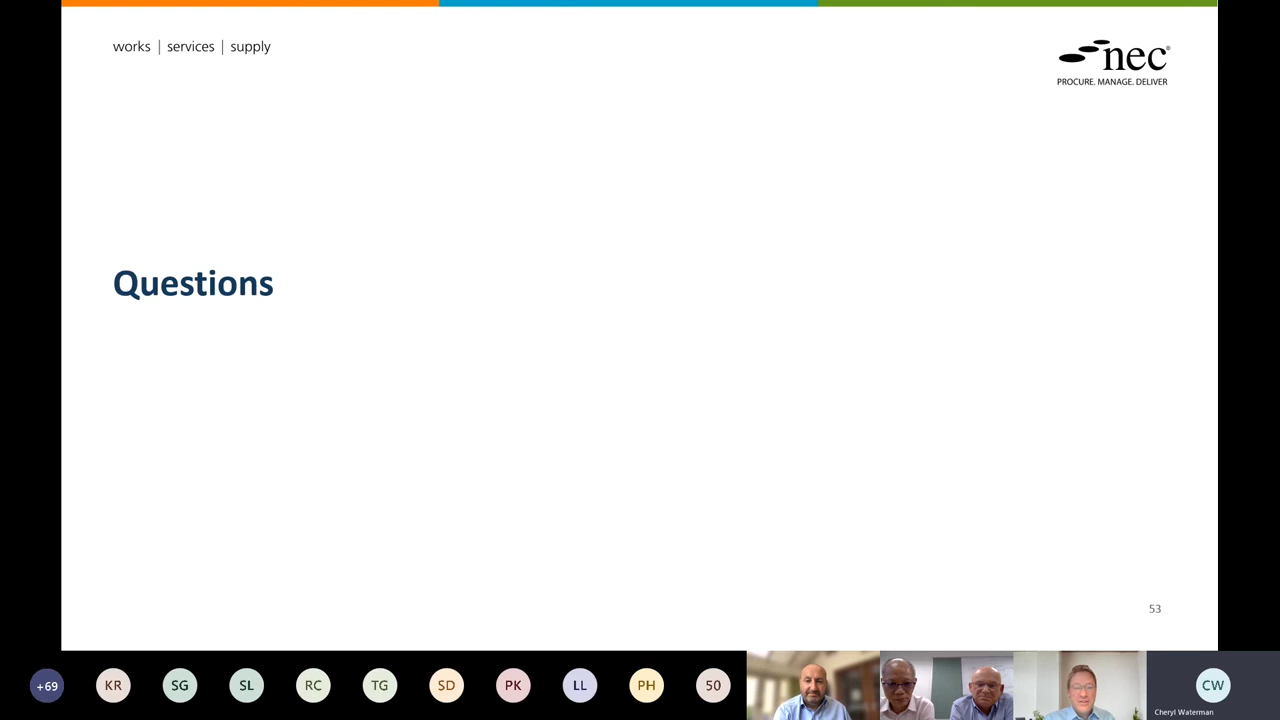 works | services | supply
nec®
PROCURE. MANAGE. DELIVER
Questions
53
+69
KR
SG
SL
RC
TG
SD
PK
LL
PH
50
CW
Cheryl Waterman